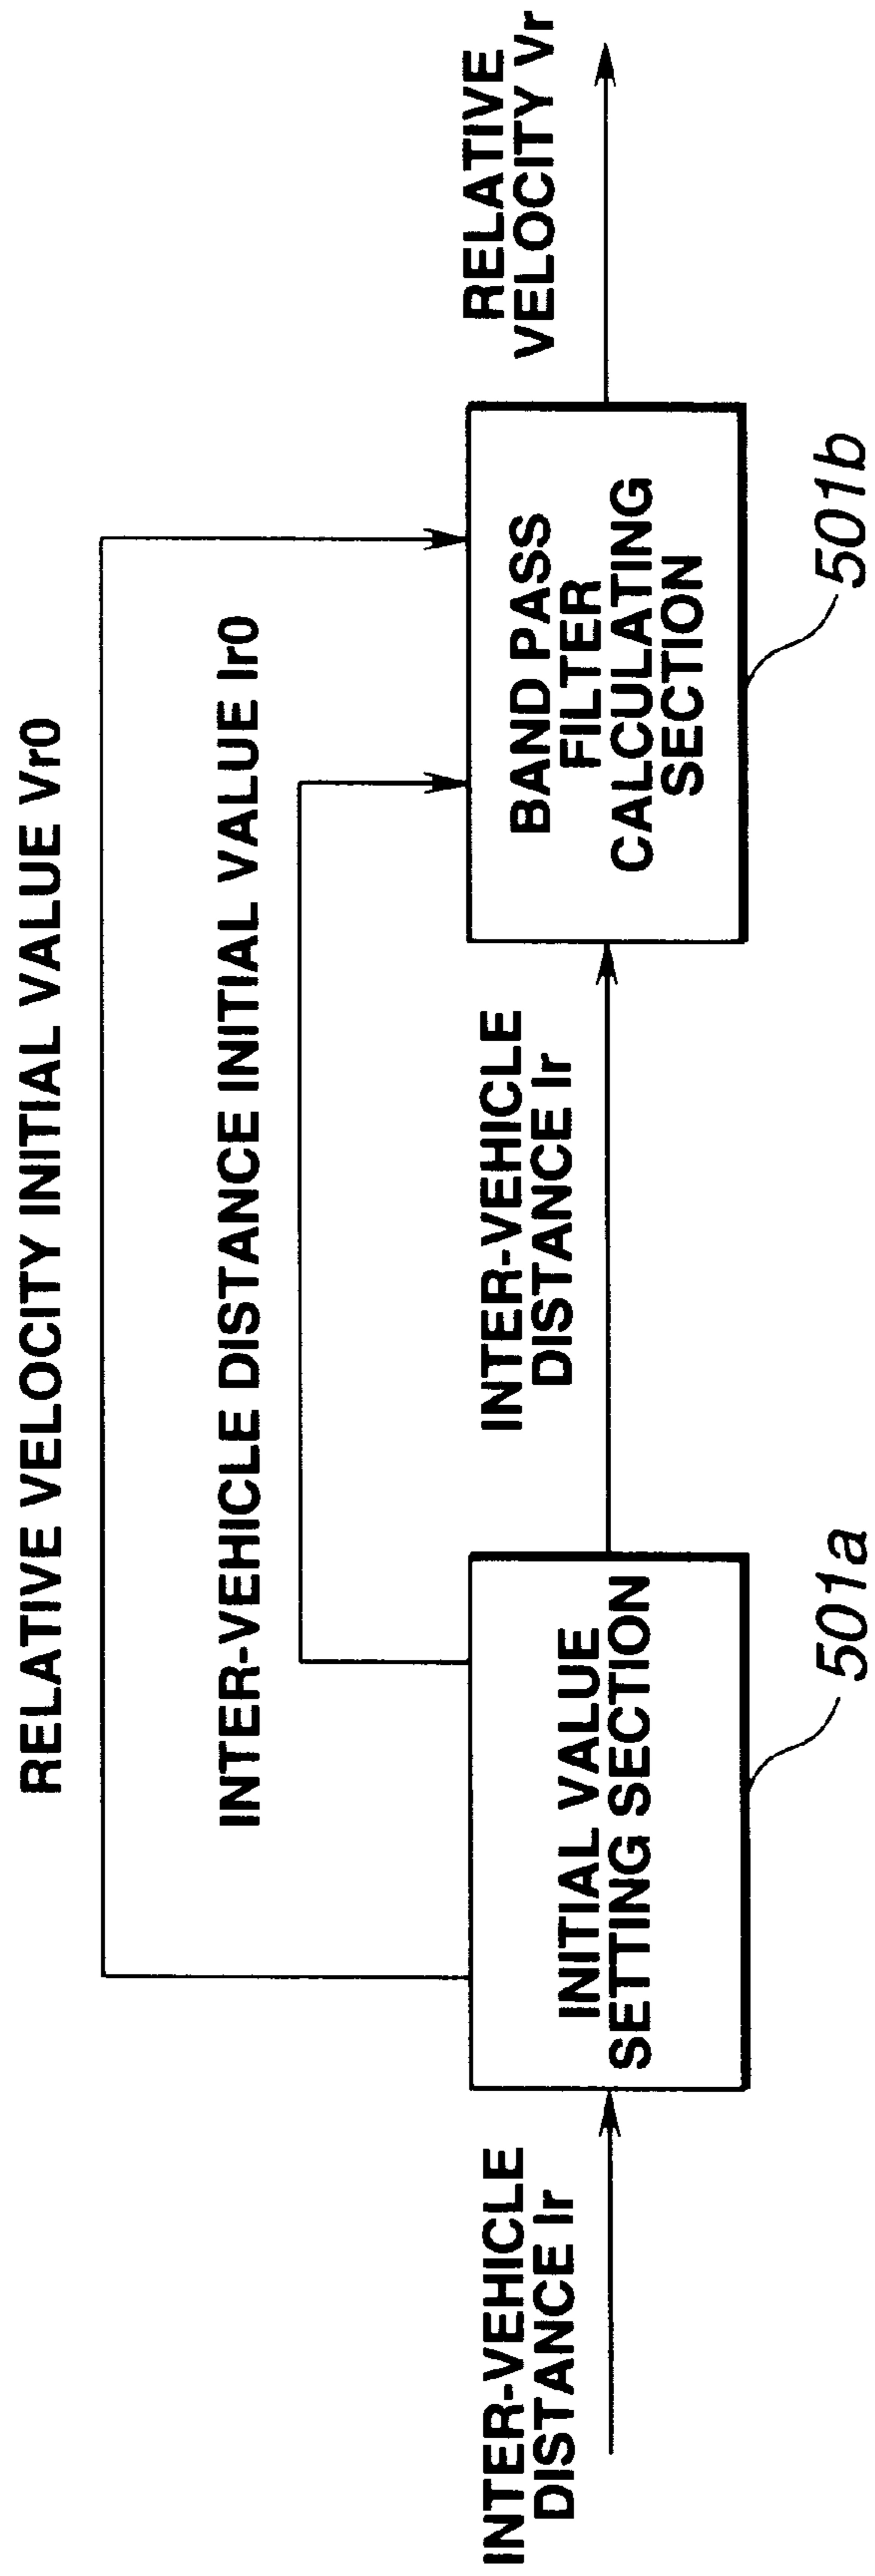 RELATIVE VELOCITY INITIAL VALUE Vr0
INTER-VEHICLE DISTANCE INITIAL VALUE lr0
INTER-VEHICLE
DISTANCE lr
INITIAL VALUE
SETTING SECTION
501a
INTER-VEHICLE
DISTANCE lr
BAND PASS
FILTER
CALCULATING
SECTION
501b
RELATIVE
VELOCITY Vr